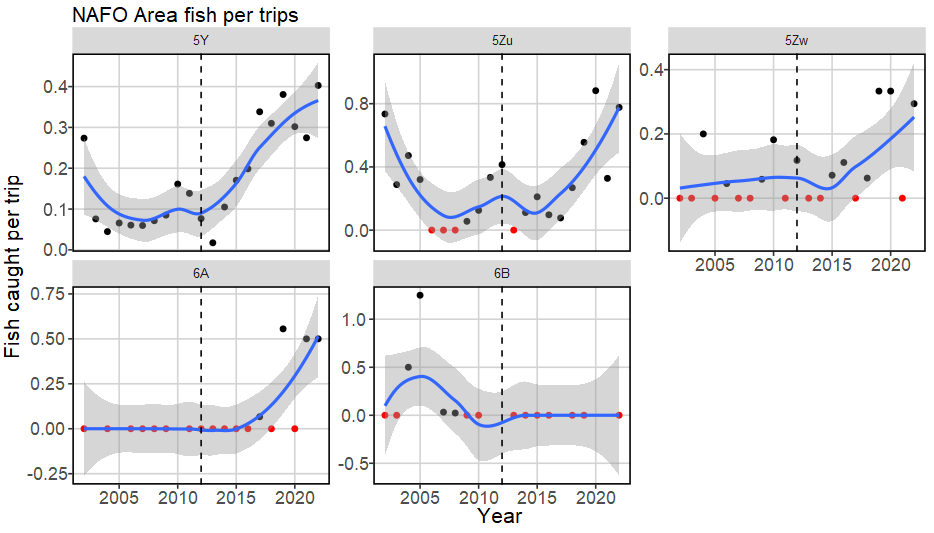 NAFO Area fish per trips
5Y
5Zu
5Zw
0.4
0.3
0.2
0.1
0.0
0.8
0.4
0.0
0.4
0.2
0.0
2005 2010 2015 2020
6A
6B
0.75
0.50
0.25
0.00
-0.25
1.0
0.5
0.0
-0.5
2005 2010 2015 2020
2005 2010 2015 2020
Fish caught per trip
Year